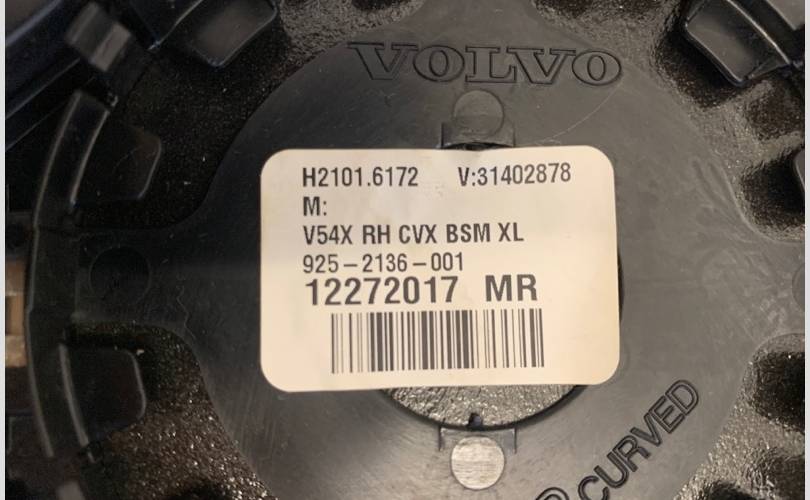 VOLVO
H2101.6172 V:31402878
M:
V54X RH CVX BSM XL
925-2136-001
12272017 MR
CURVED